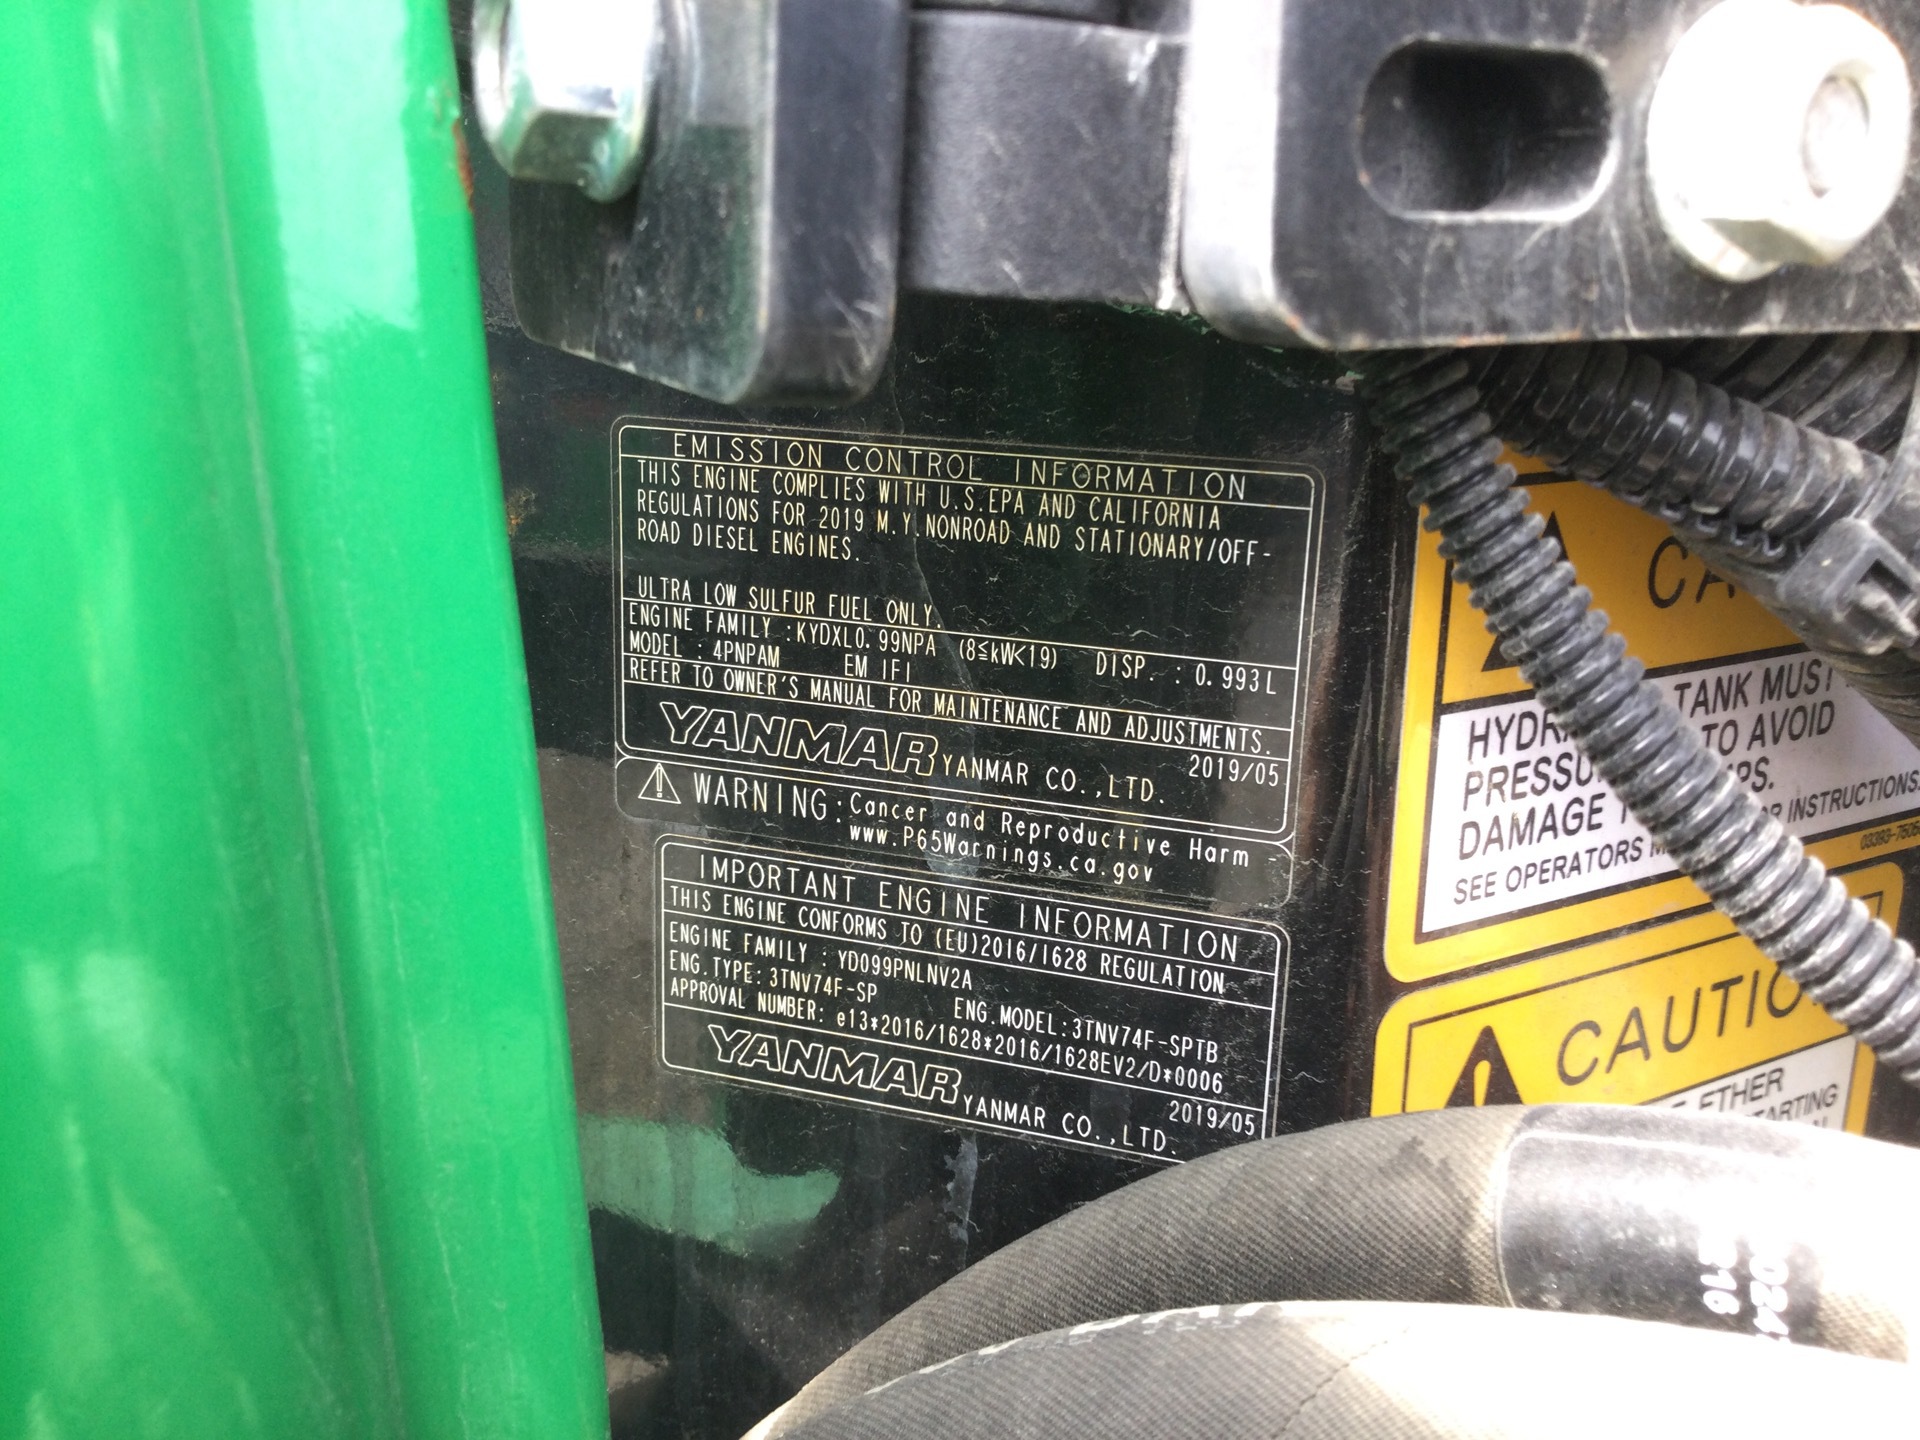 EMISSION CONTROL INFORMATION
THIS ENGINE COMPLIES WITH U.S.EPA AND CALIFORNIA
REGULATIONS FOR 2019 M.Y.NONROAD AND STATIONARY/OFF-
ROAD DIESEL ENGINES.
ULTRA LOW SULFUR FUEL ONLY.
ENGINE FAMILY :KYDXL0.99NPA (8≦kW<19) DISP. : 0.993L
MODEL : 4PNPAM EM IFI
REFER TO OWNER'S MANUAL FOR MAINTENANCE AND ADJUSTMENTS.
YANMAR YANMAR CO.,LTD. 2019/05
WARNING:Cancer and Reproductive Harm -
www.P65Warnings.ca.gov
IMPORTANT ENGINE INFORMATION
THIS ENGINE CONFORMS TO (EU)2016/1628 REGULATION
ENGINE FAMILY : YD099PNLNV2A
ENG.TYPE: 3TNV74F-SP ENG.MODEL:3TNV74F-SPTB
APPROVAL NUMBER: e13*2016/1628*2016/1628EV2/D*0006
YANMAR YANMAR CO.,LTD. 2019/05
TANK MUST
TO AVOID
DAMAGE
SEE OPERATORS
INSTRUCTIONS.
CAUTIO
ETHER
216